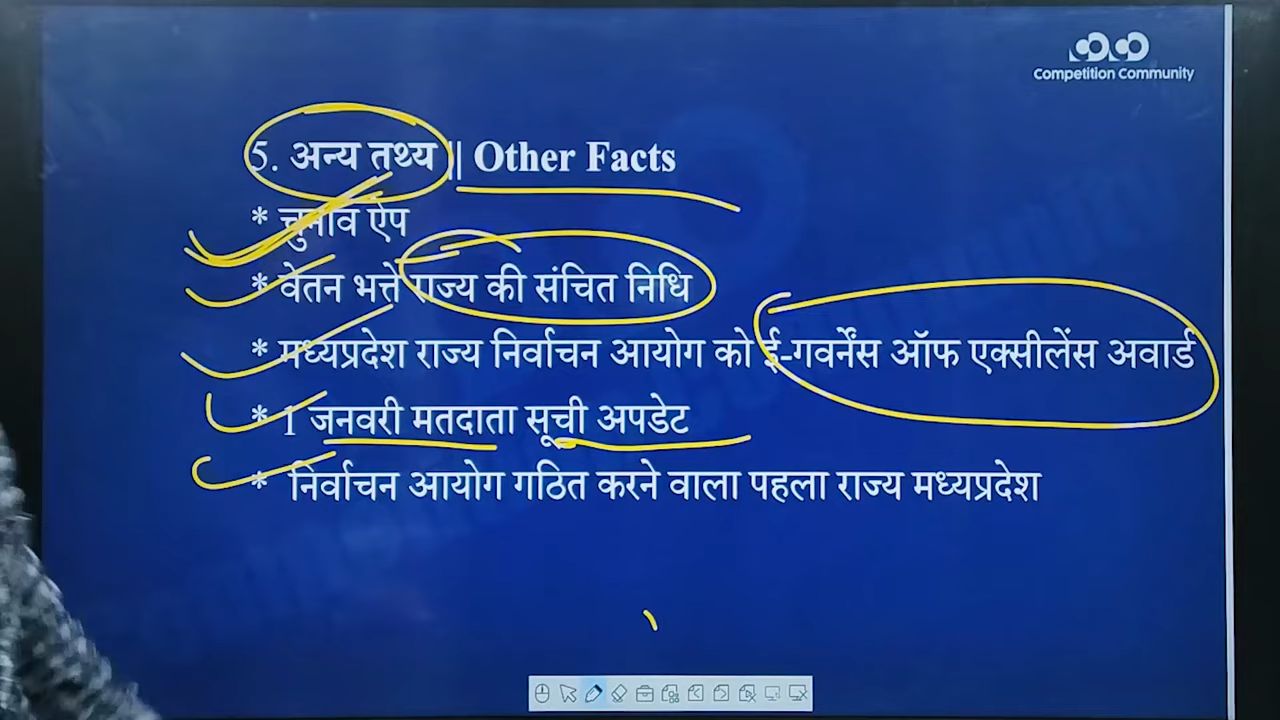 Competition Community
5. अन्य तथ्य || Other Facts
* चुनाव ऐप
* वेतन भत्ते राज्य की संचित निधि
* मध्यप्रदेश राज्य निर्वाचन आयोग को ई-गवर्नेंस ऑफ एक्सीलेंस अवार्ड
* 1 जनवरी मतदाता सूची अपडेट
* निर्वाचन आयोग गठित करने वाला पहला राज्य मध्यप्रदेश